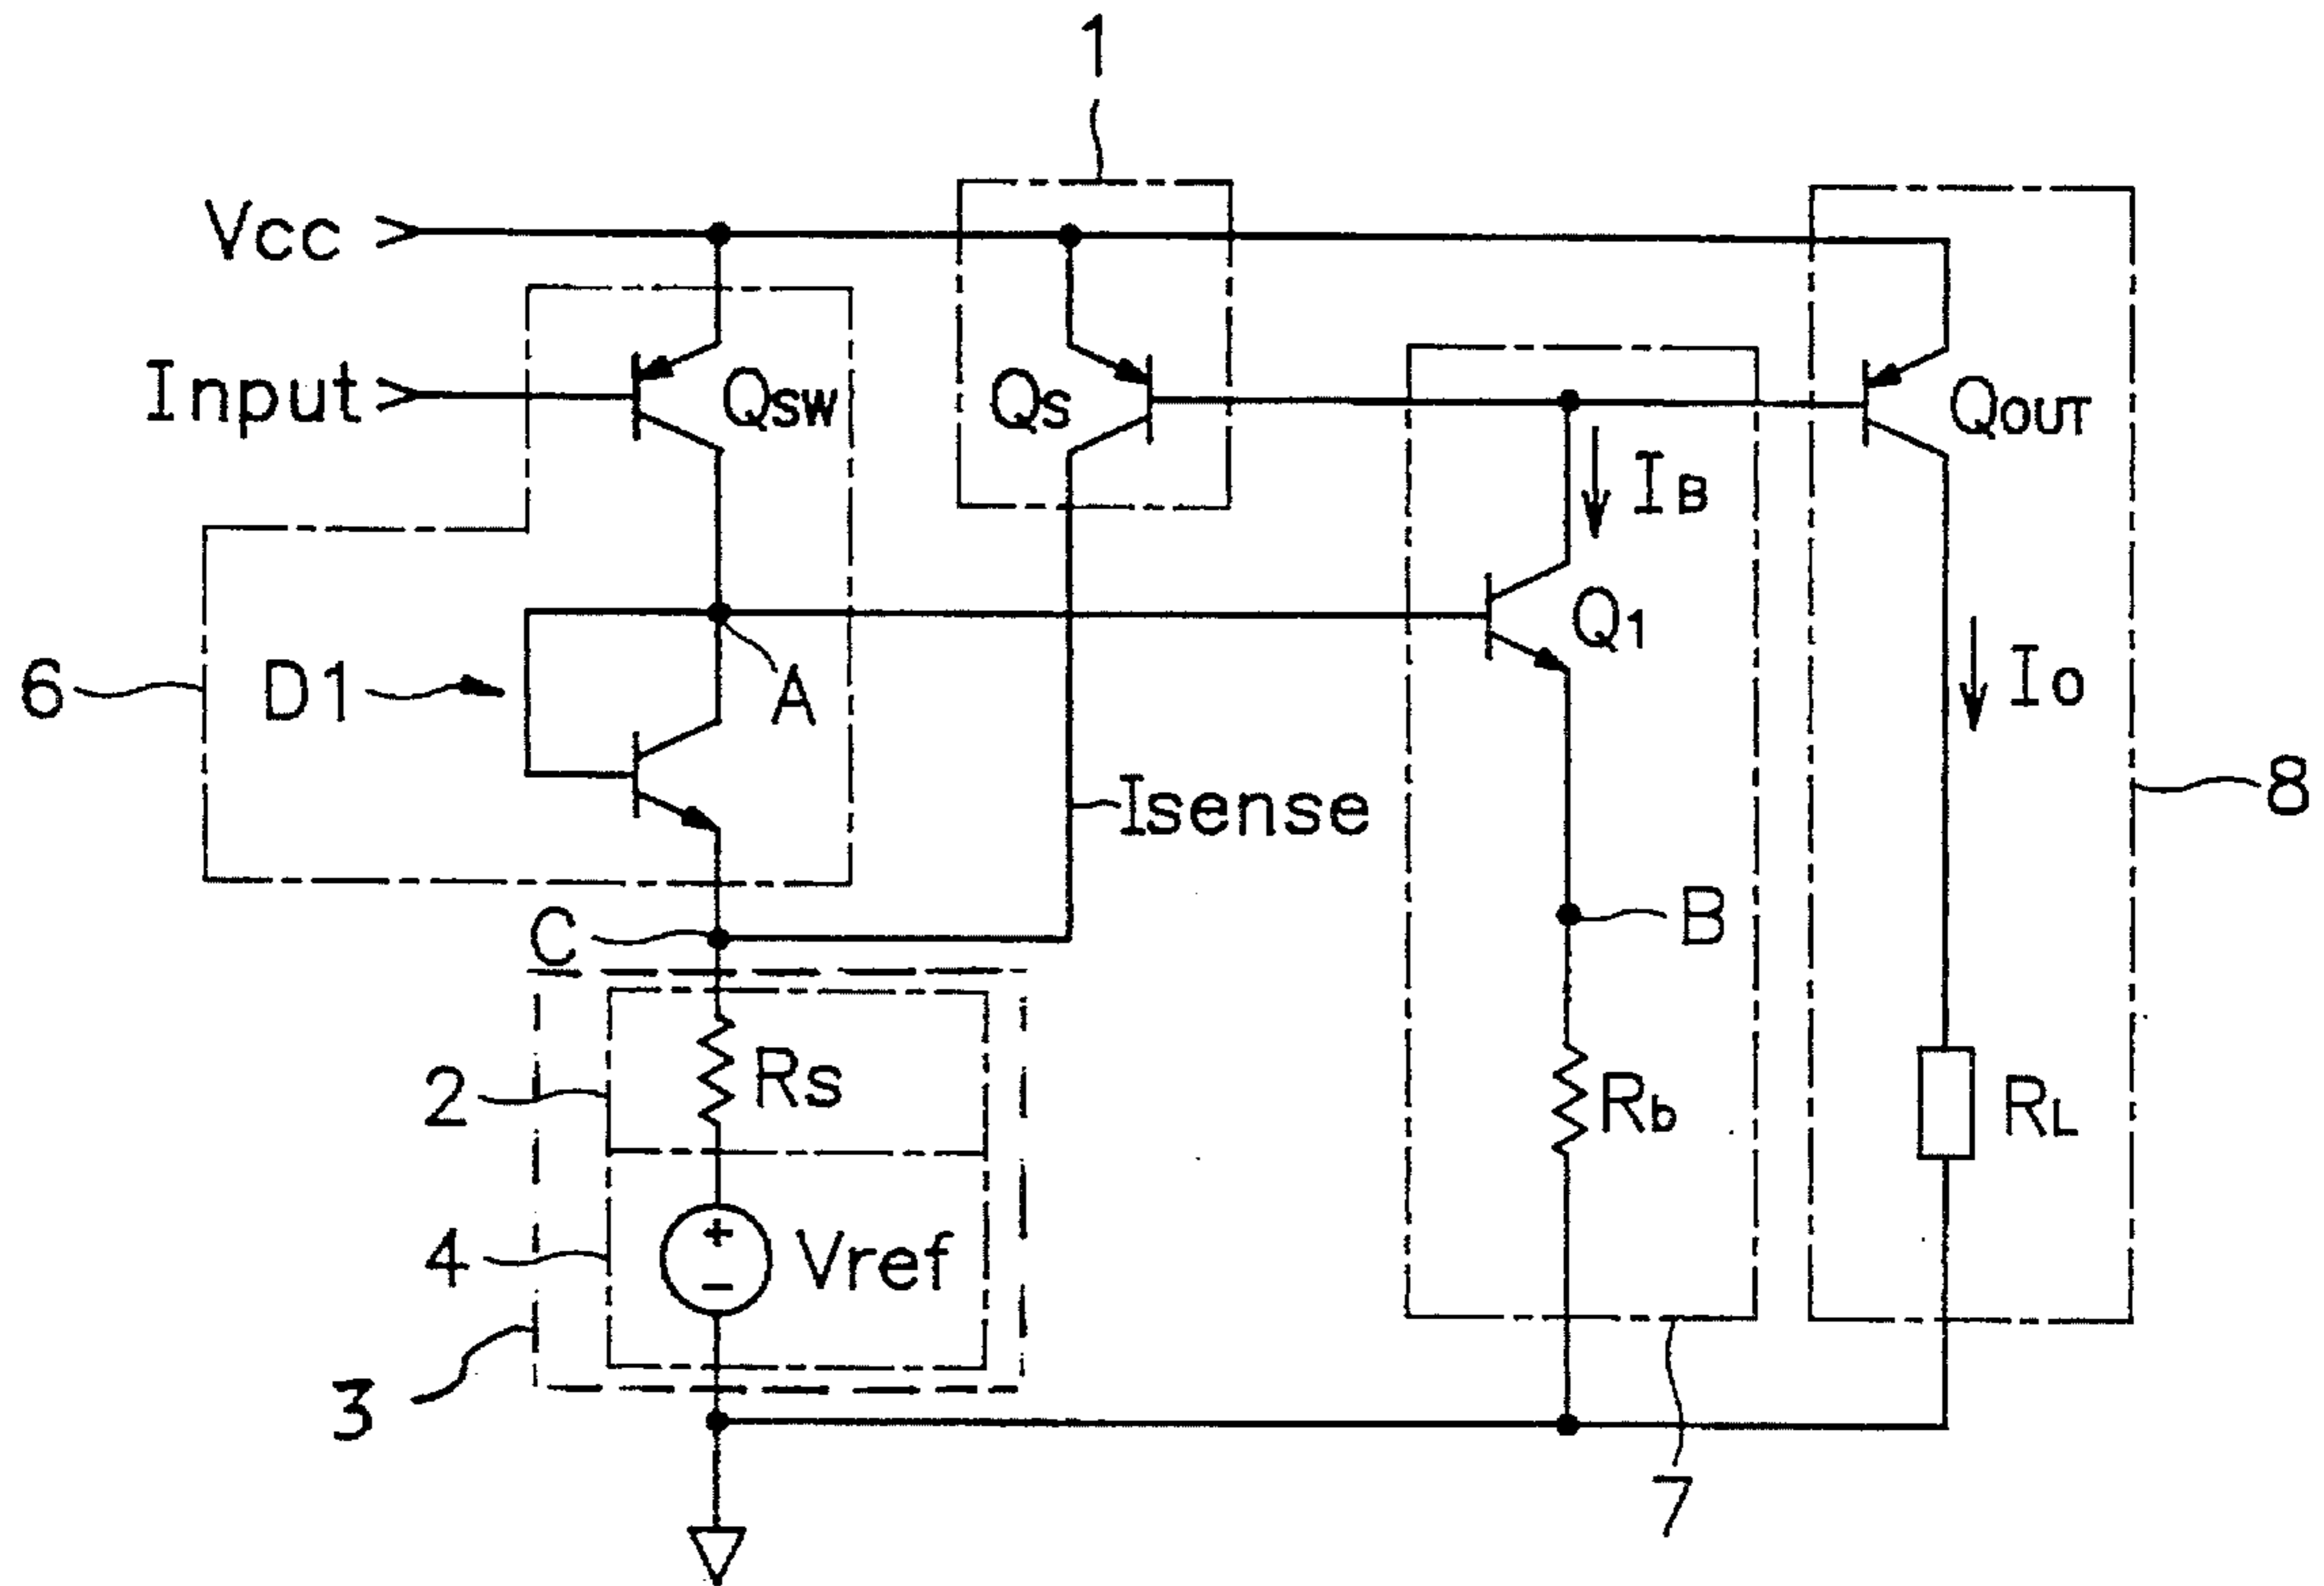 1
Vcc
Input
Qsw
Qs
QOUT
IB
Q1
6
D1
A
Io
Isense
8
C
B
2
Rs
Rb
RL
4
+
Vref
-
3
7